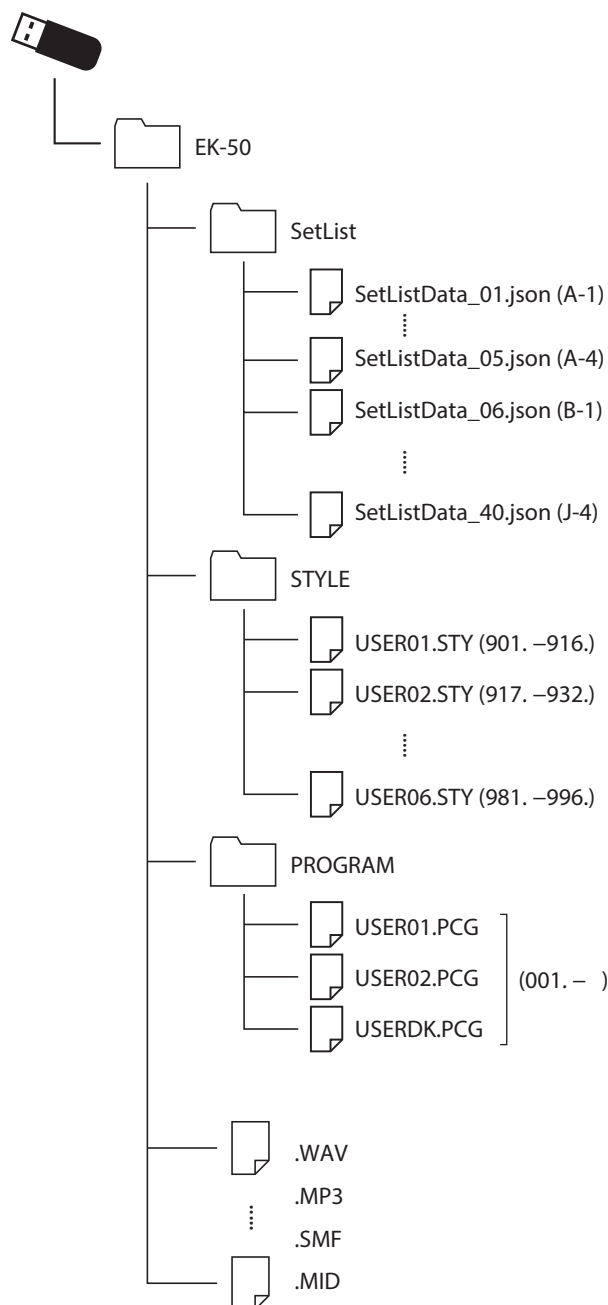 EK-50
SetList
SetListData_01.json (A-1)
SetListData_05.json (A-4)
SetListData_06.json (B-1)
SetListData_40.json (J-4)
STYLE
USER01.STY (901. –916.)
USER02.STY (917. –932.)
USER06.STY (981. –996.)
PROGRAM
USER01.PCG
USER02.PCG
(001. – )
USERDK.PCG
.WAV
.MP3
.SMF
.MID